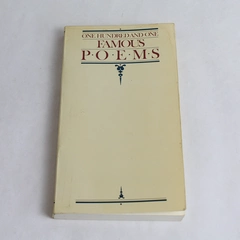 ONE HUNDRED AND ONE
FAMOUS
P·O·E·M·S